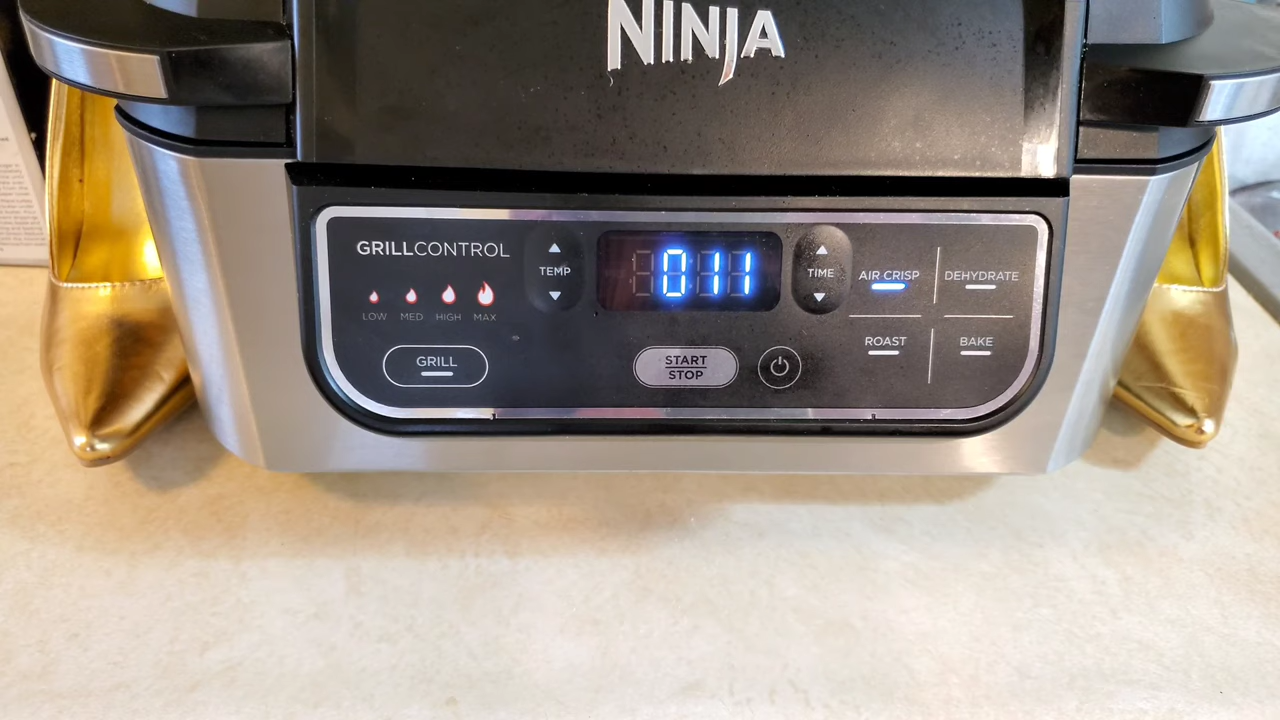 NINJA
GRILLCONTROL
LOW MED HIGH MAX
GRILL
TEMP
011
TIME
START
STOP
AIR CRISP
DEHYDRATE
ROAST
BAKE